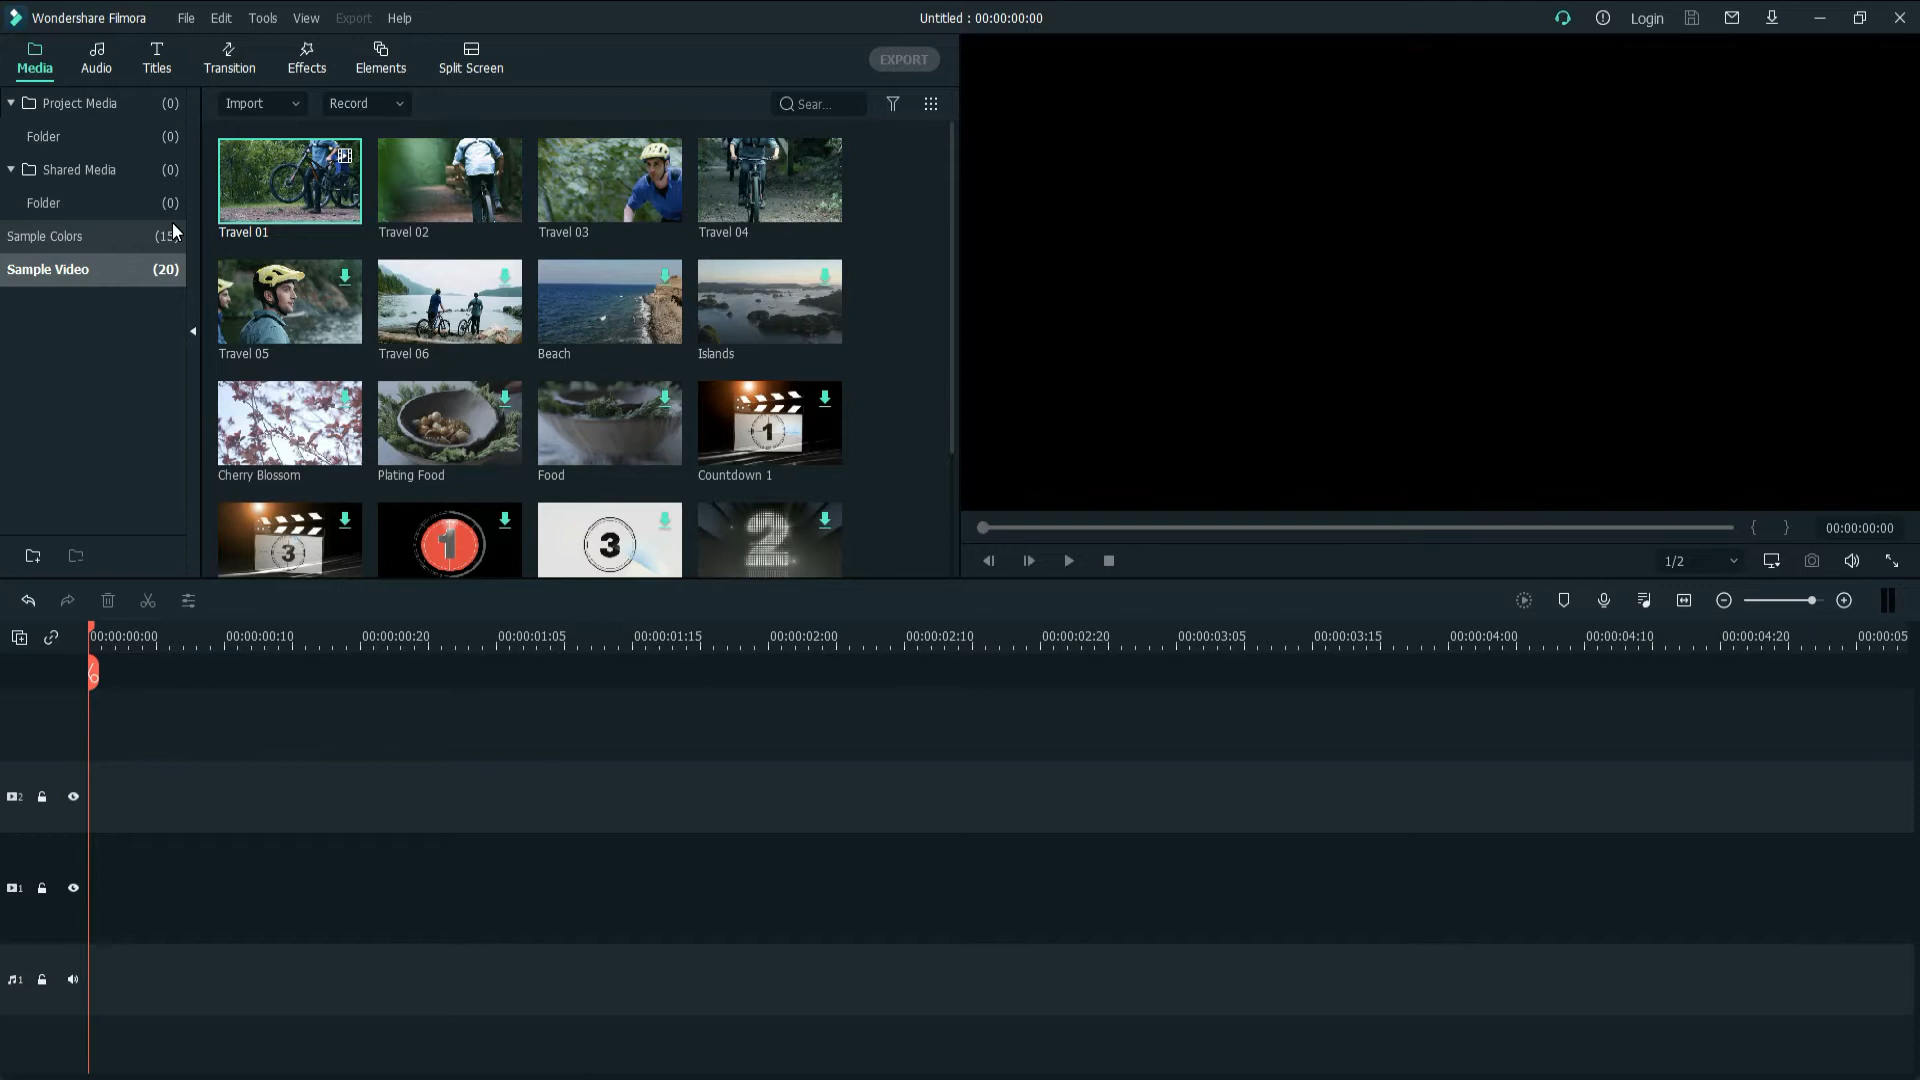 Wondershare Filmora File Edit Tools View Export Help Untitled : 00:00:00:00 Login
Media Audio Titles Transition Effects Elements Split Screen EXPORT
Project Media (0)
Folder (0)
Shared Media (0)
Folder (0)
Sample Colors
Sample Video (20)
Import Record Sear...
Travel 01 Travel 02 Travel 03 Travel 04
Travel 05 Travel 06 Beach Islands
1
Cherry Blossom Plating Food Food Countdown 1
3 1 3 2
00:00:00:00
1/2
00:00:00:00 00:00:00:10 00:00:00:20 00:00:01:05 00:00:01:15 00:00:02:00 00:00:02:10 00:00:02:20 00:00:03:05 00:00:03:15 00:00:04:00 00:00:04:10 00:00:04:20 00:00:05
2
1
1